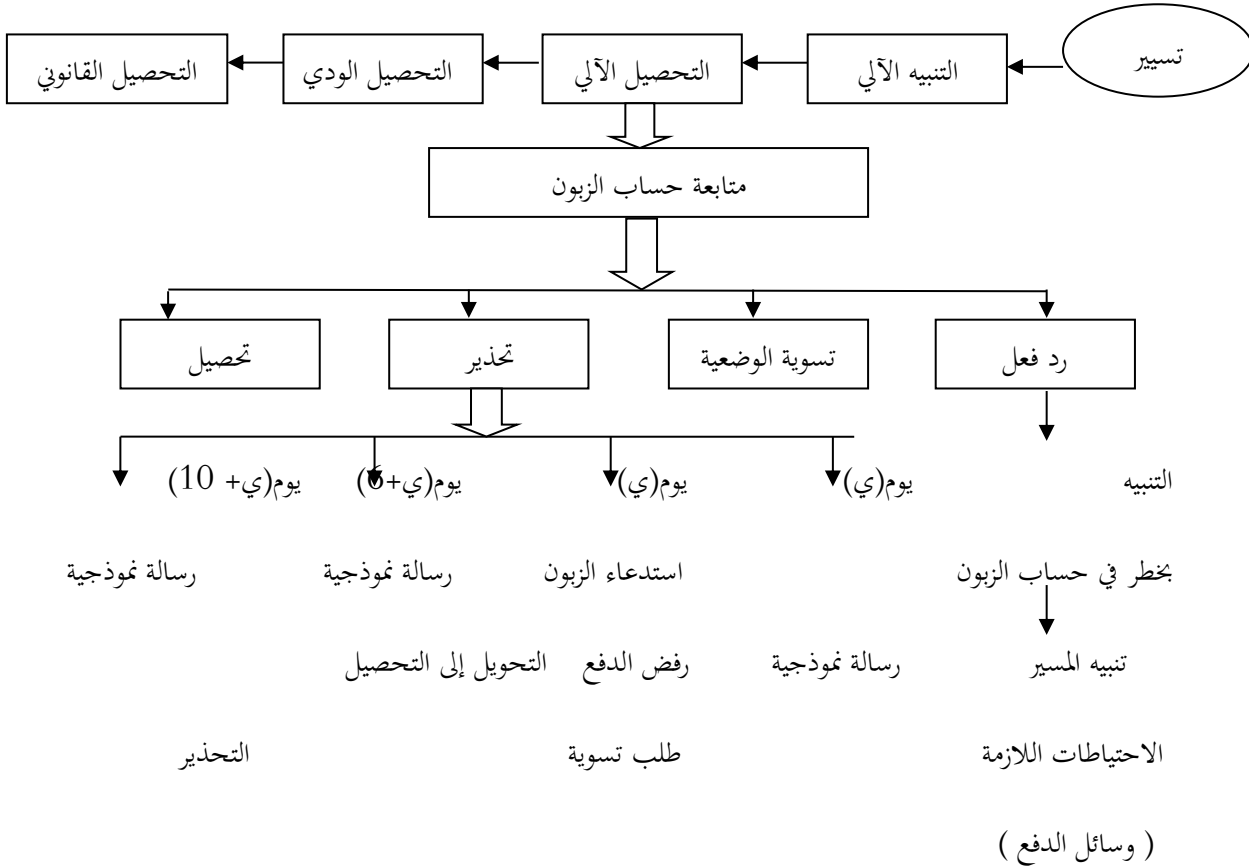 تسيير
التنبيه الآلي
التحصيل الآلي
التحصيل الودي
التحصيل القانوني
متابعة حساب الزبون
رد فعل
تسوية الوضعية
تحذير
تحصيل
التنبيه يوم(ي) يوم(ي) يوم(ي+6) يوم(ي+ 10)
بخطر في حساب الزبون استدعاء الزبون رسالة نموذجية رسالة نموذجية
تنبيه المسير رسالة نموذجية رفض الدفع التحويل إلى التحصيل
الاحتياطات اللازمة طلب تسوية التحذير
( وسائل الدفع )